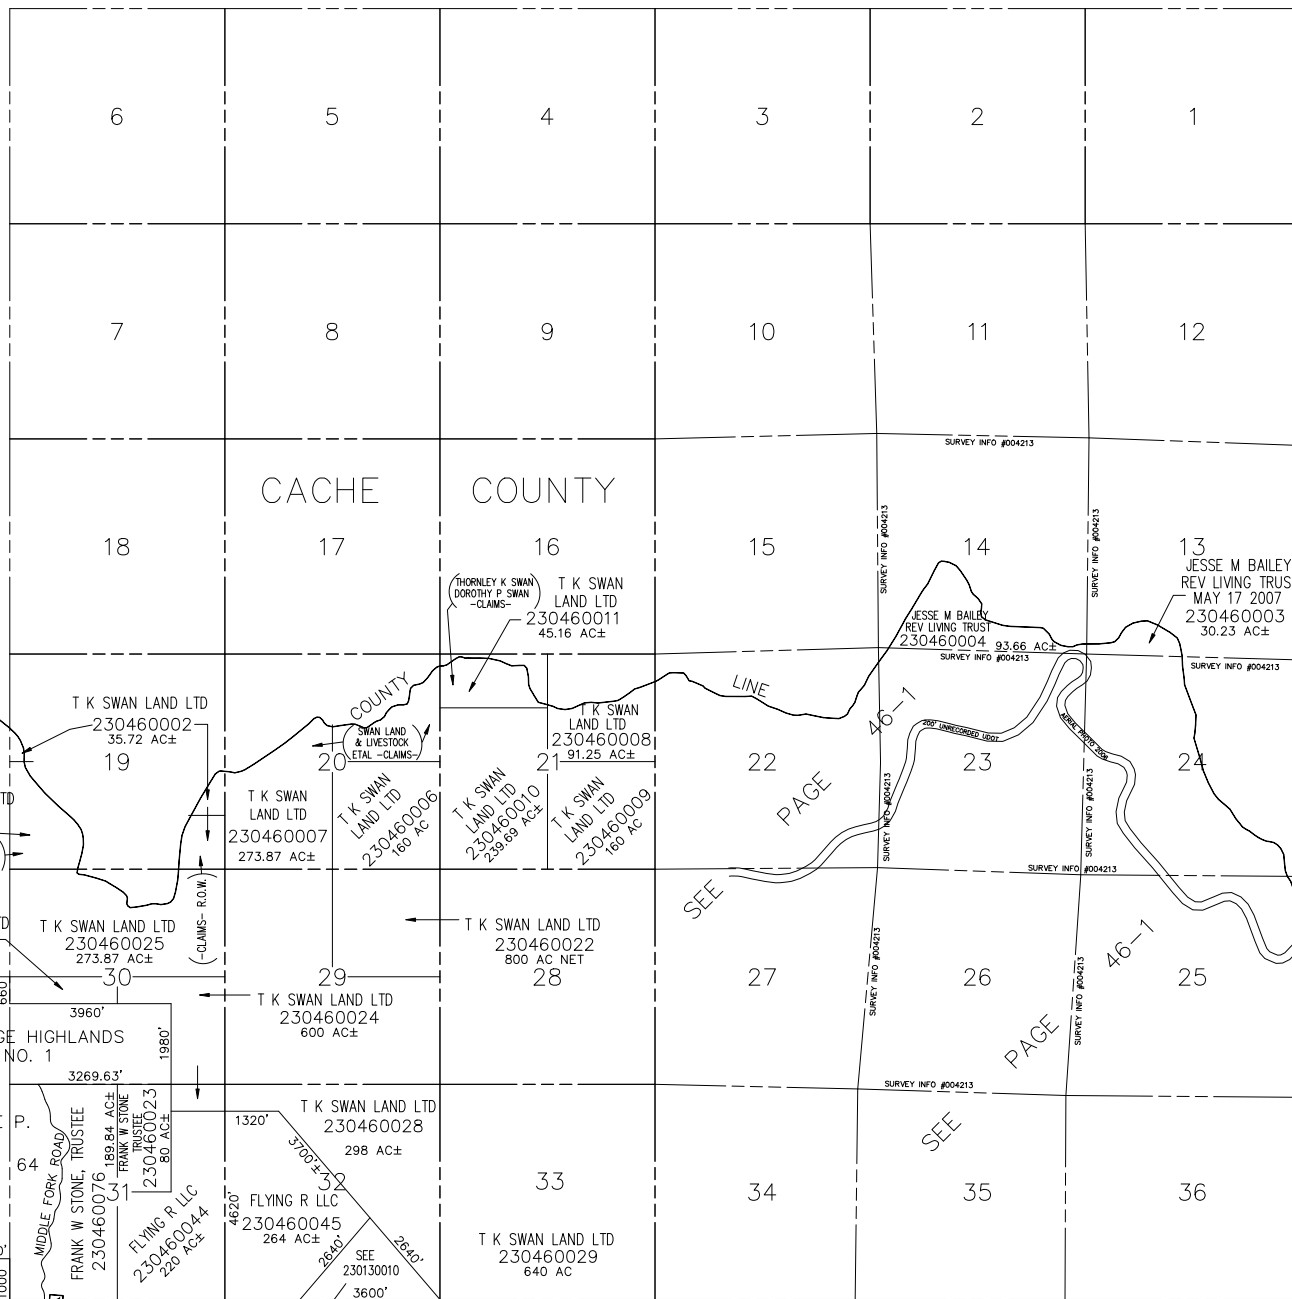 6
5
4
3
2
1
7
8
9
10
11
12
SURVEY INFO #004213
CACHE COUNTY
18
17
16
15
14
13
SURVEY INFO #004213
SURVEY INFO #004213
(THORNLEY K SWAN
DOROTHY P SWAN
-CLAIMS-)
T K SWAN
LAND LTD
230460011
45.16 AC±
JESSE M BAILEY
REV LIVING TRUST
230460004 93.66 AC±
SURVEY INFO #004213
JESSE M BAILEY
REV LIVING TRUS
MAY 17 2007
230460003
30.23 AC±
SURVEY INFO #004213
T K SWAN LAND LTD
230460002
35.72 AC±
19
COUNTY
LINE
(SWAN LAND
& LIVESTOCK
ETAL -CLAIMS-)
20
T K SWAN
LAND LTD
230460008
91.25 AC±
21
22
46-1
PAGE
SEE
200' UNRECORDED UDOT
AERIAL PHOTO 2006
23
24
SURVEY INFO #004213
SURVEY INFO #004213
TD
)
T K SWAN
LAND LTD
230460007
273.87 AC±
T K SWAN
LAND LTD
230460006
160 AC
T K SWAN
LAND LTD
230460010
239.69 AC±
T K SWAN
LAND LTD
230460009
160 AC
SURVEY INFO #004213
(-CLAIMS- R.O.W.)
TD
T K SWAN LAND LTD
230460025
273.87 AC±
30
29
T K SWAN LAND LTD
230460022
800 AC NET
28
27
26
25
46-1
PAGE
SEE
SURVEY INFO #004213
SURVEY INFO #004213
660
T K SWAN LAND LTD
230460024
600 AC±
3960'
1980'
GE HIGHLANDS
NO. 1
3269.63'
SURVEY INFO #004213
E P.
64
MIDDLE FORK ROAD
FRANK W STONE, TRUSTEE
230460076
189.84 AC±
FRANK W STONE
TRUSTEE
230460023
80 AC±
31
1320'
T K SWAN LAND LTD
230460028
298 AC±
3700'±
32
33
34
35
36
FLYING R LLC
230460044
220 AC±
4620'
FLYING R LLC
230460045
264 AC±
2640'
2640'
SEE
230130010
3600'
T K SWAN LAND LTD
230460029
640 AC
0'
1000